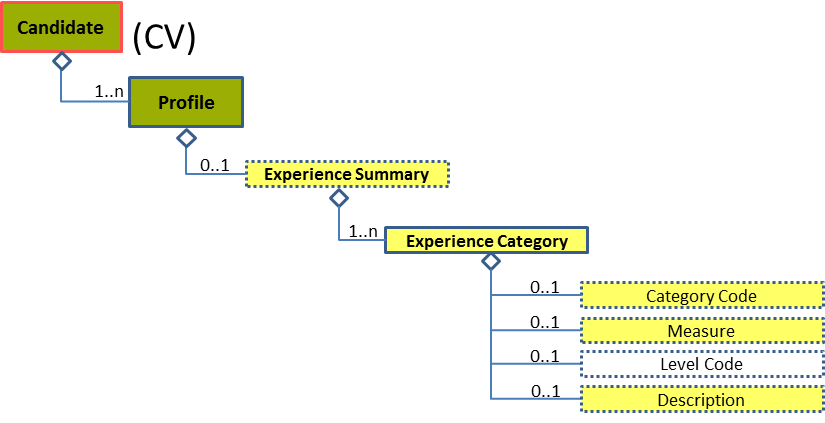 Candidate (CV)
1..n
Profile
0..1
Experience Summary
1..n
Experience Category
0..1
Category Code
0..1
Measure
0..1
Level Code
0..1
Description